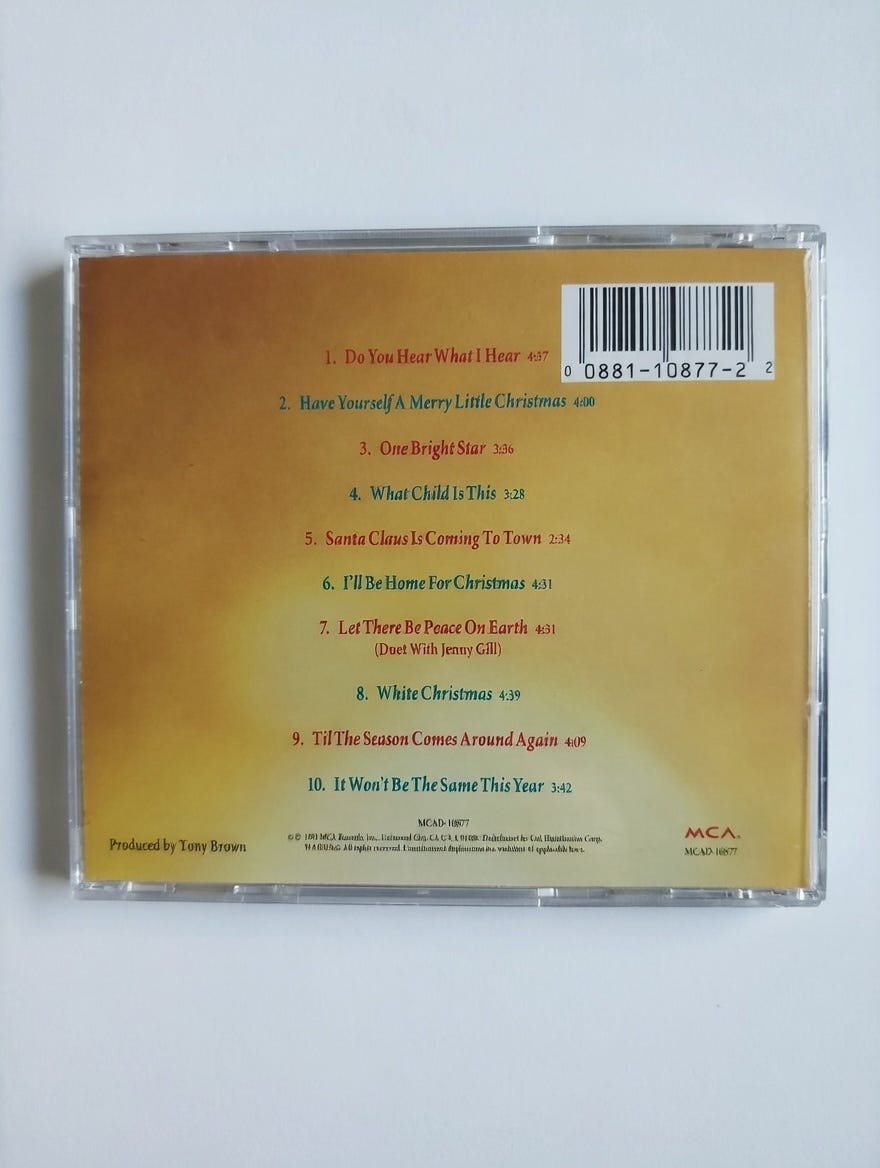 1. Do You Hear What I Hear 4:37
0 0881-10877-2 2
2. Have Yourself A Merry Little Christmas 4:00
3. One Bright Star 3:36
4. What Child Is This 3:28
5. Santa Claus Is Coming To Town 2:34
6. I'll Be Home For Christmas 4:31
7. Let There Be Peace On Earth 4:31
(Duet With Jenny Gill)
8. White Christmas 4:39
9. Til The Season Comes Around Again 4:09
10. It Won't Be The Same This Year 3:42
MCAD-10877
Produced by Tony Brown
MCA
MCAD-10877